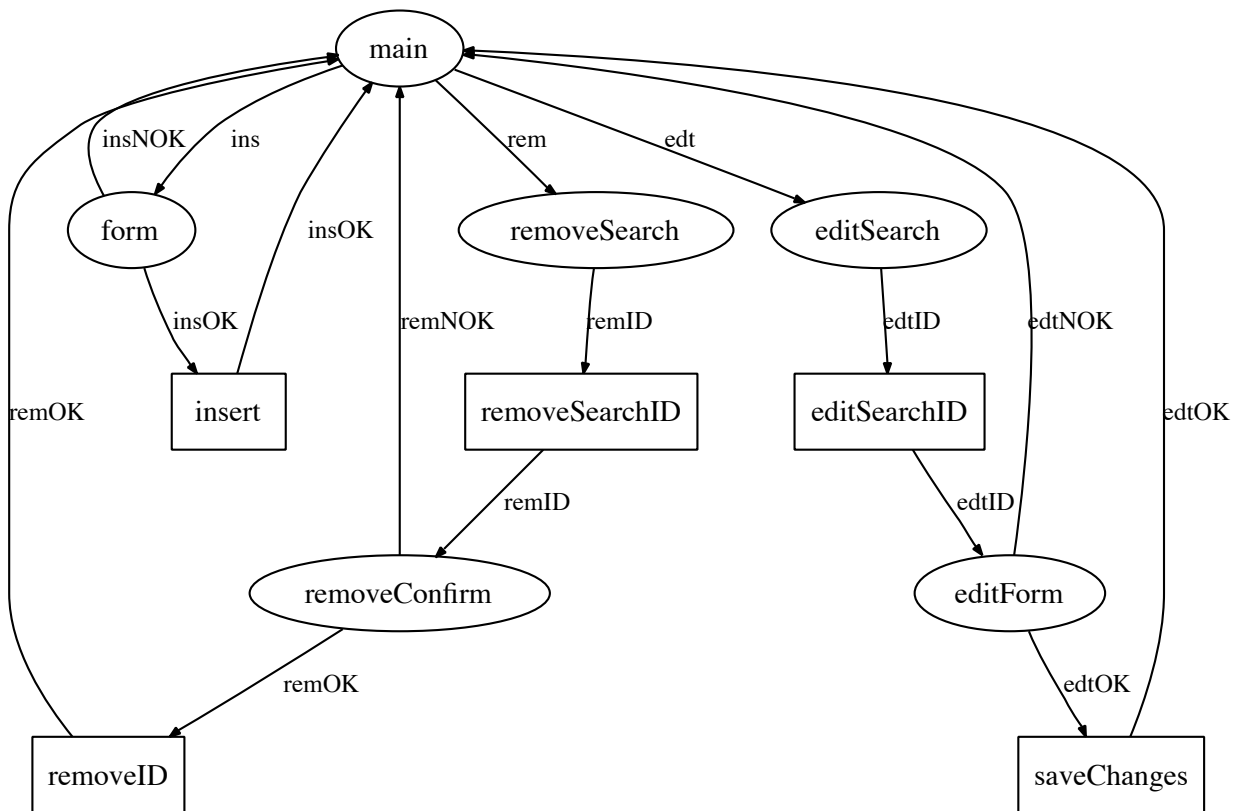 main
insNOK
ins
rem
edt
form
insOK
removeSearch
editSearch
insOK
remNOK
remID
edtID
edtNOK
remOK
insert
removeSearchID
editSearchID
edtOK
remID
edtID
removeConfirm
editForm
remOK
edtOK
removeID
saveChanges